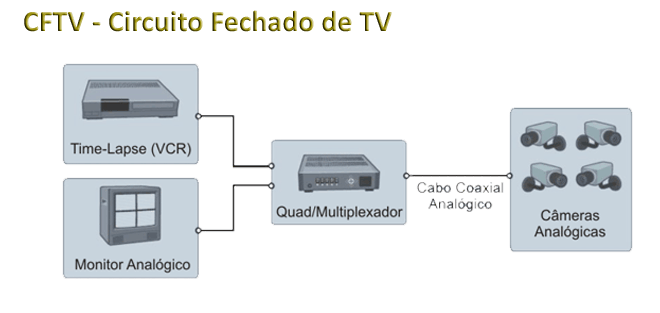 CFTV - Circuito Fechado de TV
Time-Lapse (VCR)
Monitor Analógico
Quad/Multiplexador
Cabo Coaxial
Analógico
Câmeras
Analógicas